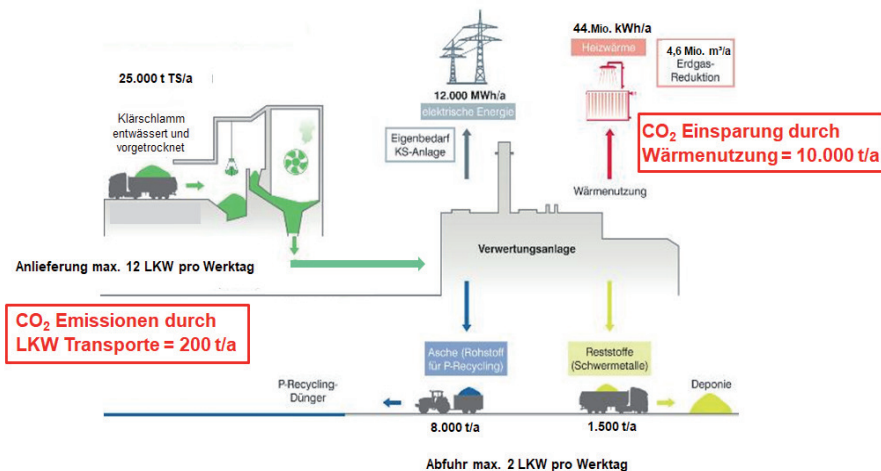 25.000 t TS/a
Klärschlamm
entwässert und
vorgetrocknet
Anlieferung max. 12 LKW pro Werktag
CO₂ Emissionen durch
LKW Transporte = 200 t/a
12.000 MWh/a
elektrische Energie
Eigenbedarf
KS-Anlage
44.Mio. kWh/a
Heizwärme
4,6 Mio. m³/a
Erdgas-
Reduktion
CO₂ Einsparung durch
Wärmenutzung = 10.000 t/a
Wärmenutzung
Verwertungsanlage
Asche (Rohstoff
für P-Recycling)
Reststoffe
(Schwermetalle)
P-Recycling-
Dünger
Deponie
8.000 t/a
1.500 t/a
Abfuhr max. 2 LKW pro Werktag